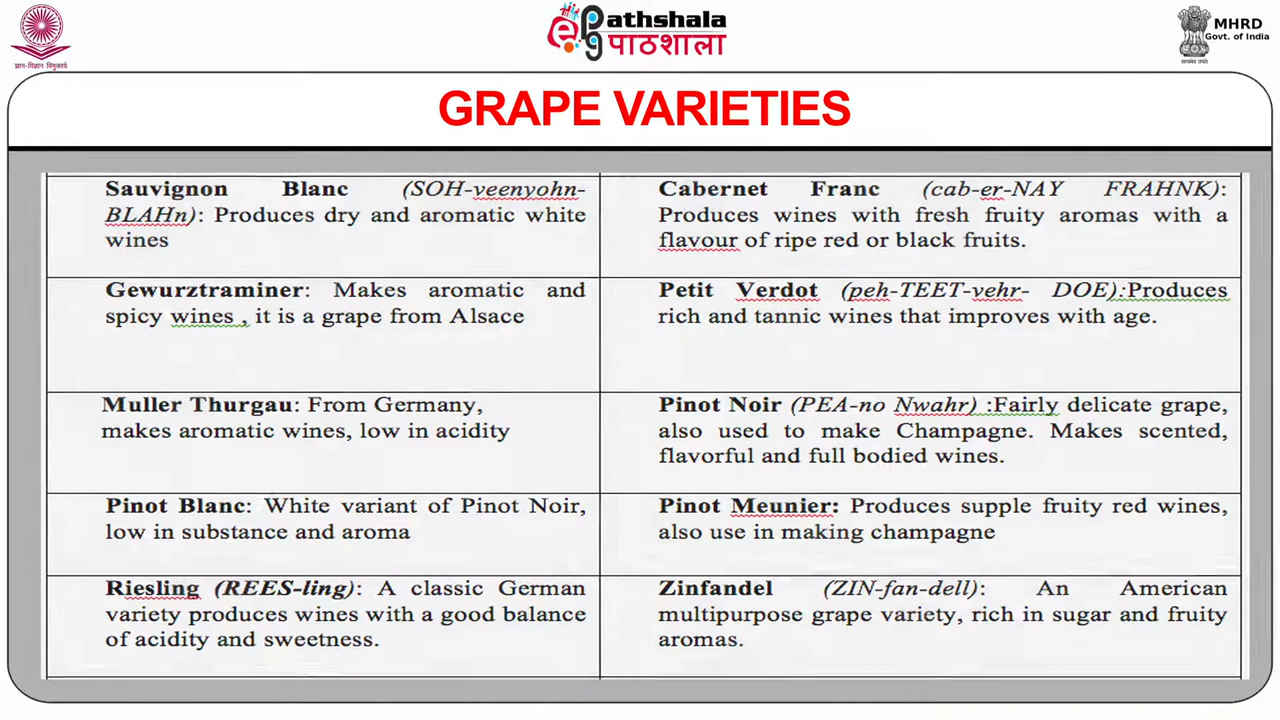 ज्ञान-विज्ञान विमुक्तये
ePathshala
पाठशाला
MHRD
Govt. of India
सत्यमेव जयते
GRAPE VARIETIES
Sauvignon Blanc (SOH-veenyohn-
BLAHn): Produces dry and aromatic white
wines
Cabernet Franc (cab-er-NAY FRAHNK):
Produces wines with fresh fruity aromas with a
flavour of ripe red or black fruits.
Gewurztraminer: Makes aromatic and
spicy wines , it is a grape from Alsace
Petit Verdot (peh-TEET-vehr- DOE):Produces
rich and tannic wines that improves with age.
Muller Thurgau: From Germany,
makes aromatic wines, low in acidity
Pinot Noir (PEA-no Nwahr) :Fairly delicate grape,
also used to make Champagne. Makes scented,
flavorful and full bodied wines.
Pinot Blanc: White variant of Pinot Noir,
low in substance and aroma
Pinot Meunier: Produces supple fruity red wines,
also use in making champagne
Riesling (REES-ling): A classic German
variety produces wines with a good balance
of acidity and sweetness.
Zinfandel (ZIN-fan-dell): An American
multipurpose grape variety, rich in sugar and fruity
aromas.